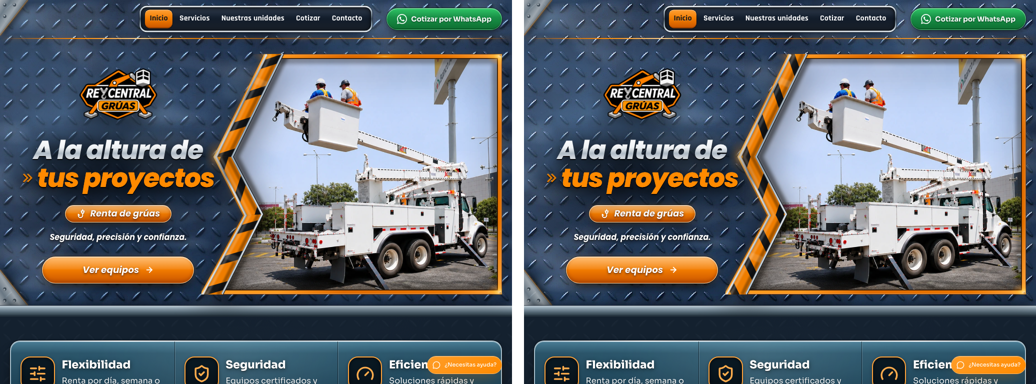 Inicio Servicios Nuestras unidades Cotizar Contacto Cotizar por WhatsApp
REY CENTRAL
GRÚAS
A la altura de
» tus proyectos
Renta de grúas
Seguridad, precisión y confianza.
Ver equipos →
Flexibilidad Seguridad Eficien ¿Necesitas ayuda?
Renta por día, semana o Equipos certificados y Soluciones rápidas y
Inicio Servicios Nuestras unidades Cotizar Contacto Cotizar por WhatsApp
REY CENTRAL
GRÚAS
A la altura de
» tus proyectos
Renta de grúas
Seguridad, precisión y confianza.
Ver equipos →
Flexibilidad Seguridad Eficien ¿Necesitas ayuda?
Renta por día, semana o Equipos certificados y Soluciones rápidas y